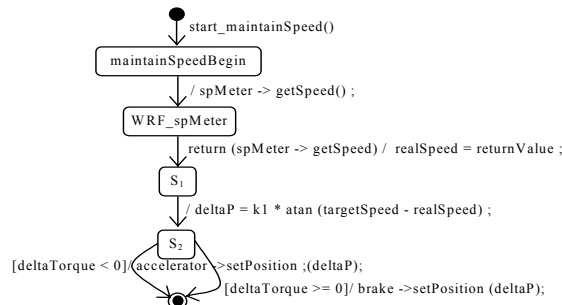 start_maintainSpeed()
maintainSpeedBegin
/ spMeter -> getSpeed() ;
WRF_spMeter
return (spMeter -> getSpeed) / realSpeed = returnValue ;
S1
/ deltaP = k1 * atan (targetSpeed - realSpeed) ;
S2
[deltaTorque < 0]/ accelerator ->setPosition ;(deltaP);
[deltaTorque >= 0]/ brake ->setPosition (deltaP);